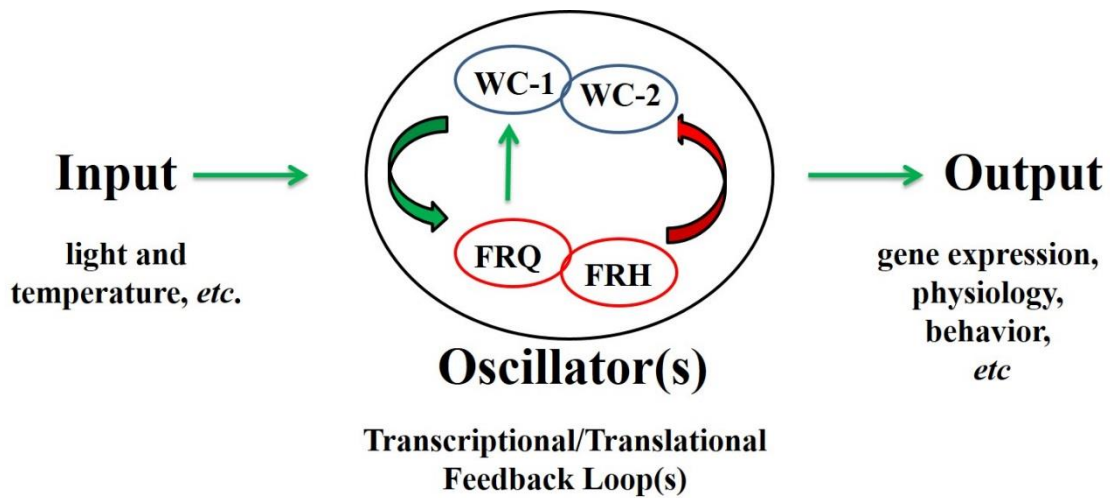 WC-1
WC-2
Input
Output
FRQ
FRH
light and
temperature, etc.
gene expression,
physiology,
behavior,
etc
Oscillator(s)
Transcriptional/Translational
Feedback Loop(s)